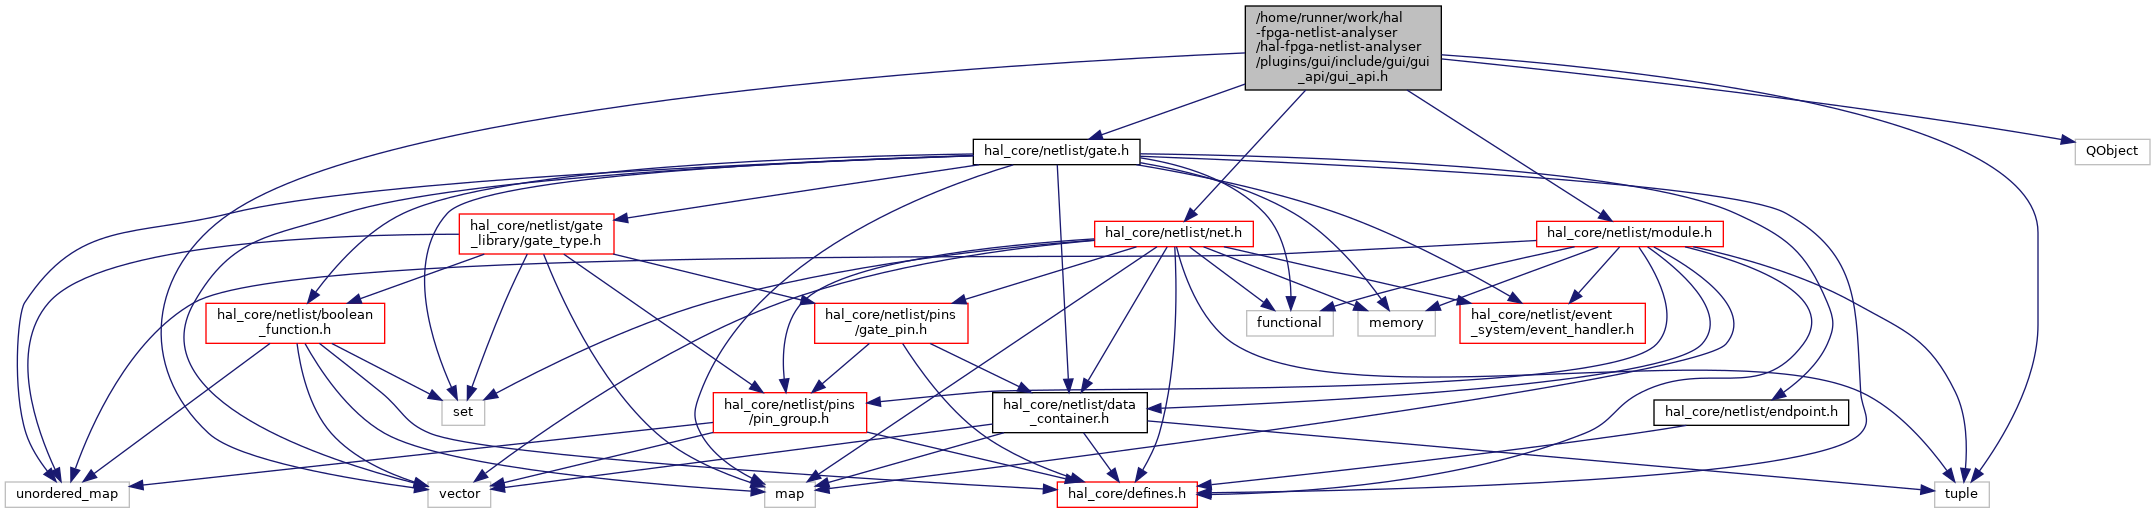 /home/runner/work/hal
-fpga-netlist-analyser
/hal-fpga-netlist-analyser
/plugins/gui/include/gui/gui
_api/gui_api.h
hal_core/netlist/gate.h
QObject
hal_core/netlist/gate
_library/gate_type.h
hal_core/netlist/net.h
hal_core/netlist/module.h
hal_core/netlist/boolean
_function.h
hal_core/netlist/pins
/gate_pin.h
functional
memory
hal_core/netlist/event
_system/event_handler.h
set
hal_core/netlist/pins
/pin_group.h
hal_core/netlist/data
_container.h
hal_core/netlist/endpoint.h
unordered_map
vector
map
hal_core/defines.h
tuple